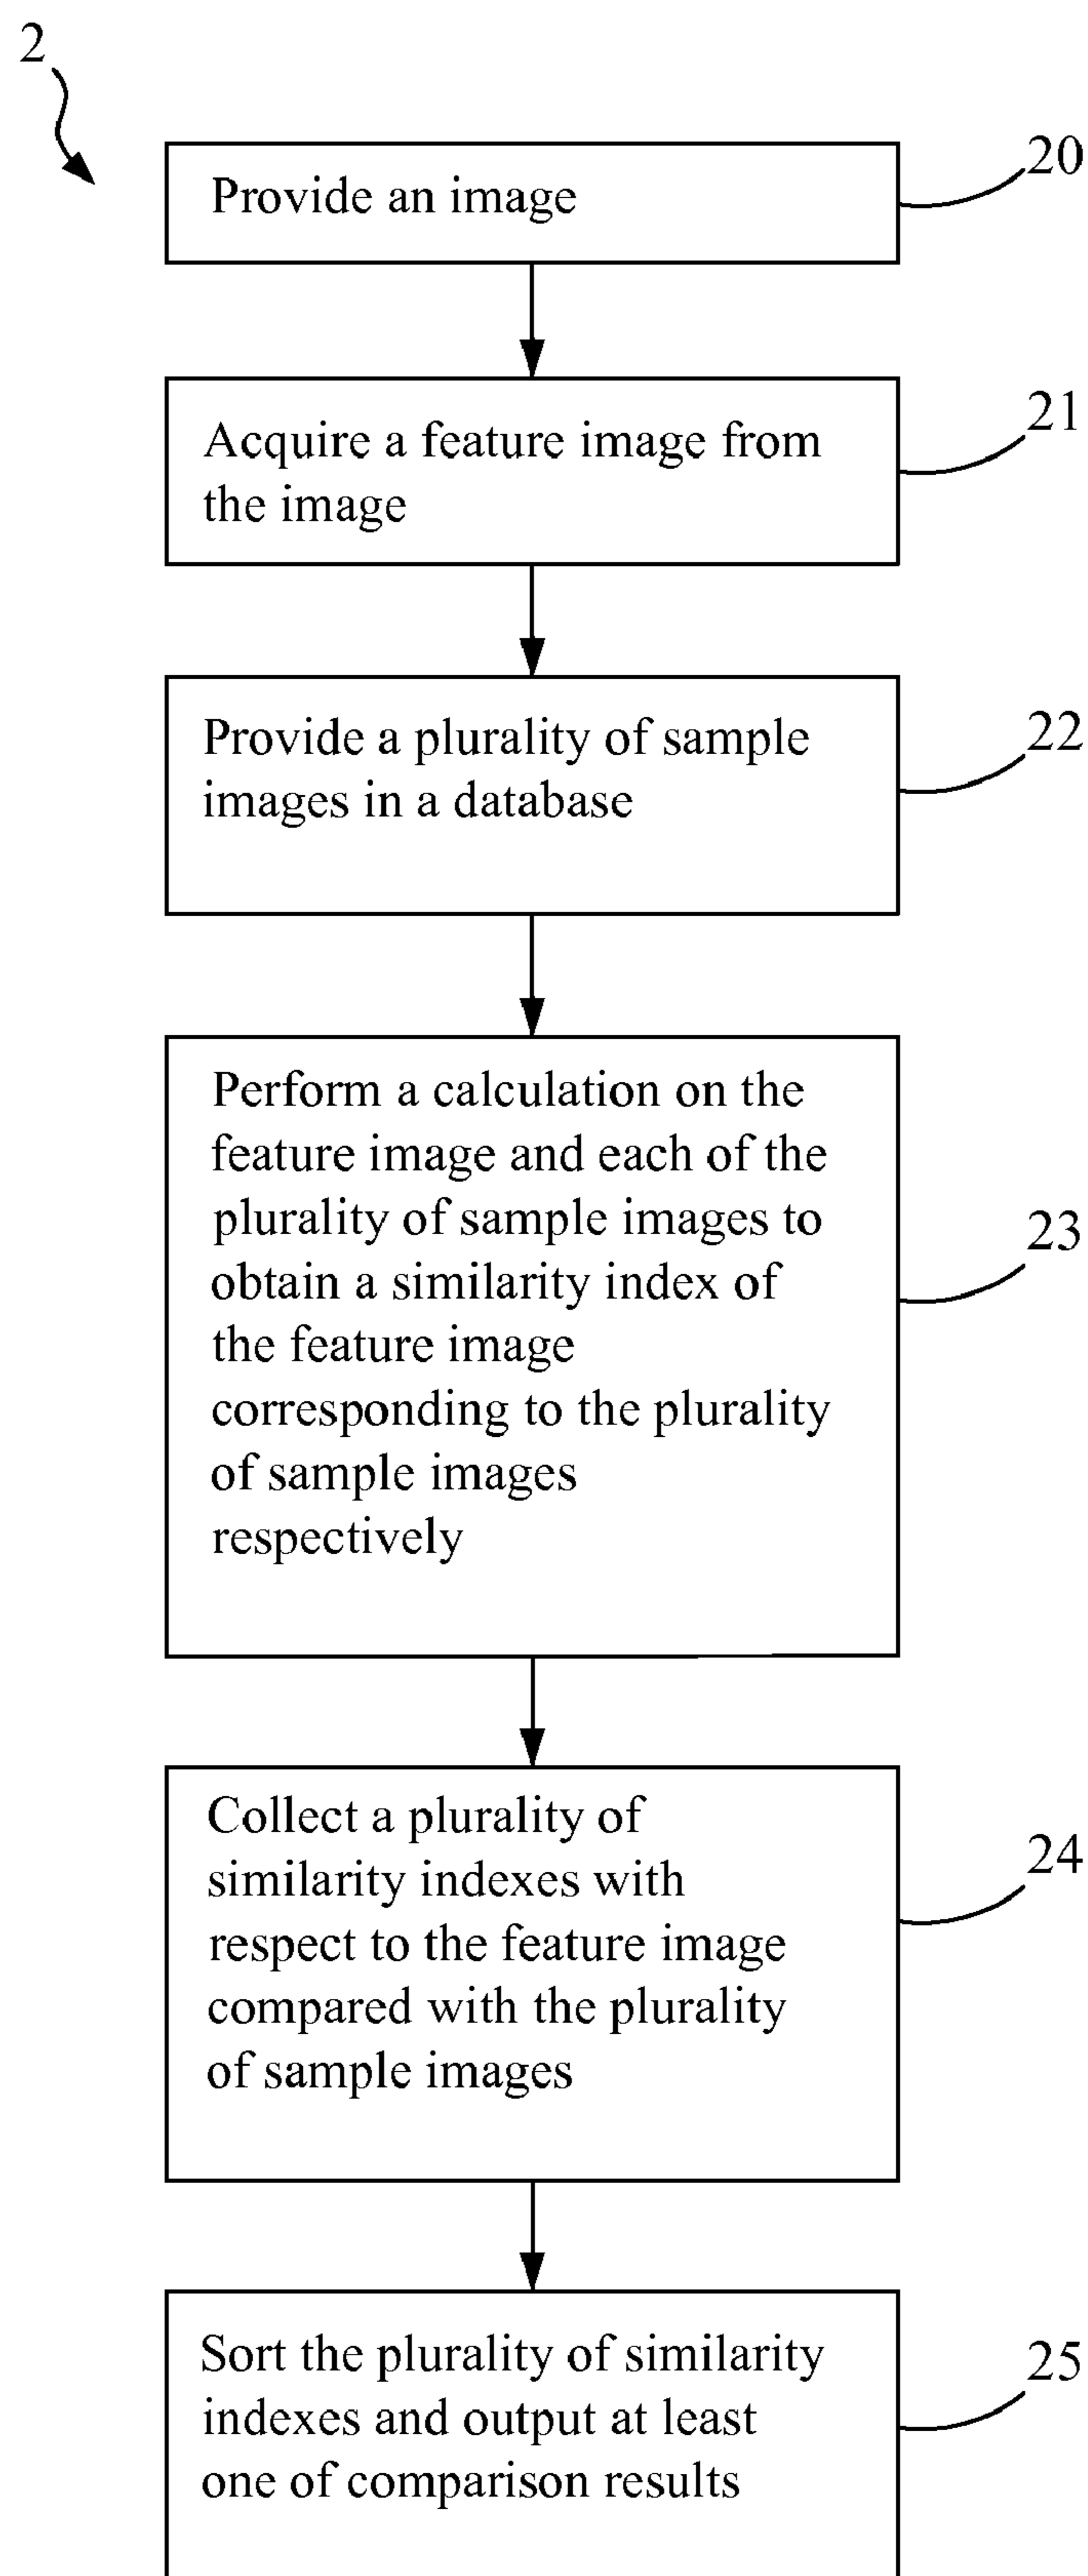 2
Provide an image
20
Acquire a feature image from
the image
21
Provide a plurality of sample
images in a database
22
Perform a calculation on the
feature image and each of the
plurality of sample images to
obtain a similarity index of
the feature image
corresponding to the plurality
of sample images
respectively
23
Collect a plurality of
similarity indexes with
respect to the feature image
compared with the plurality
of sample images
24
Sort the plurality of similarity
indexes and output at least
one of comparison results
25